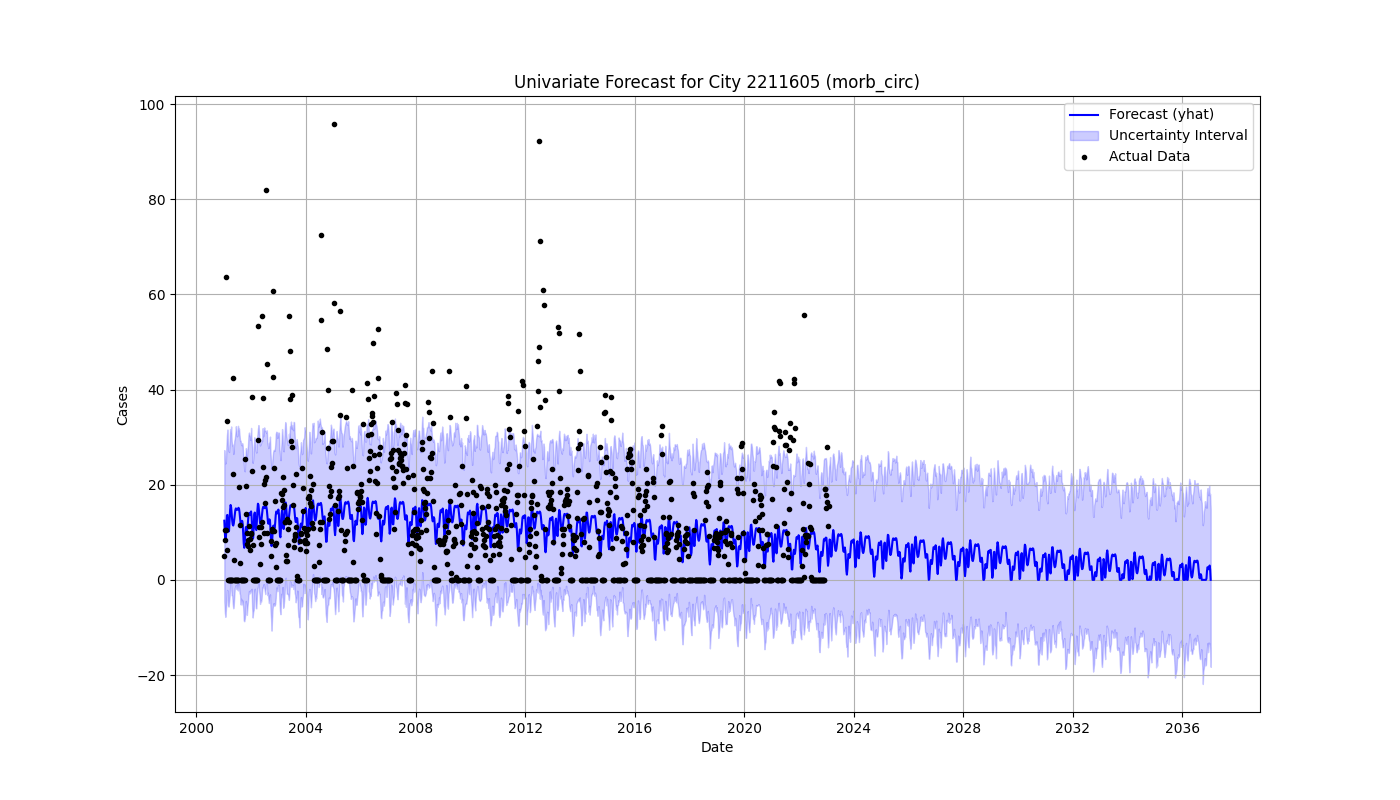 Univariate Forecast for City 2211605 (morb_circ)
Forecast (yhat)
Uncertainty Interval
Actual Data
100
80
60
40
20
0
−20
Cases
2000 2004 2008 2012 2016 2020 2024 2028 2032 2036
Date